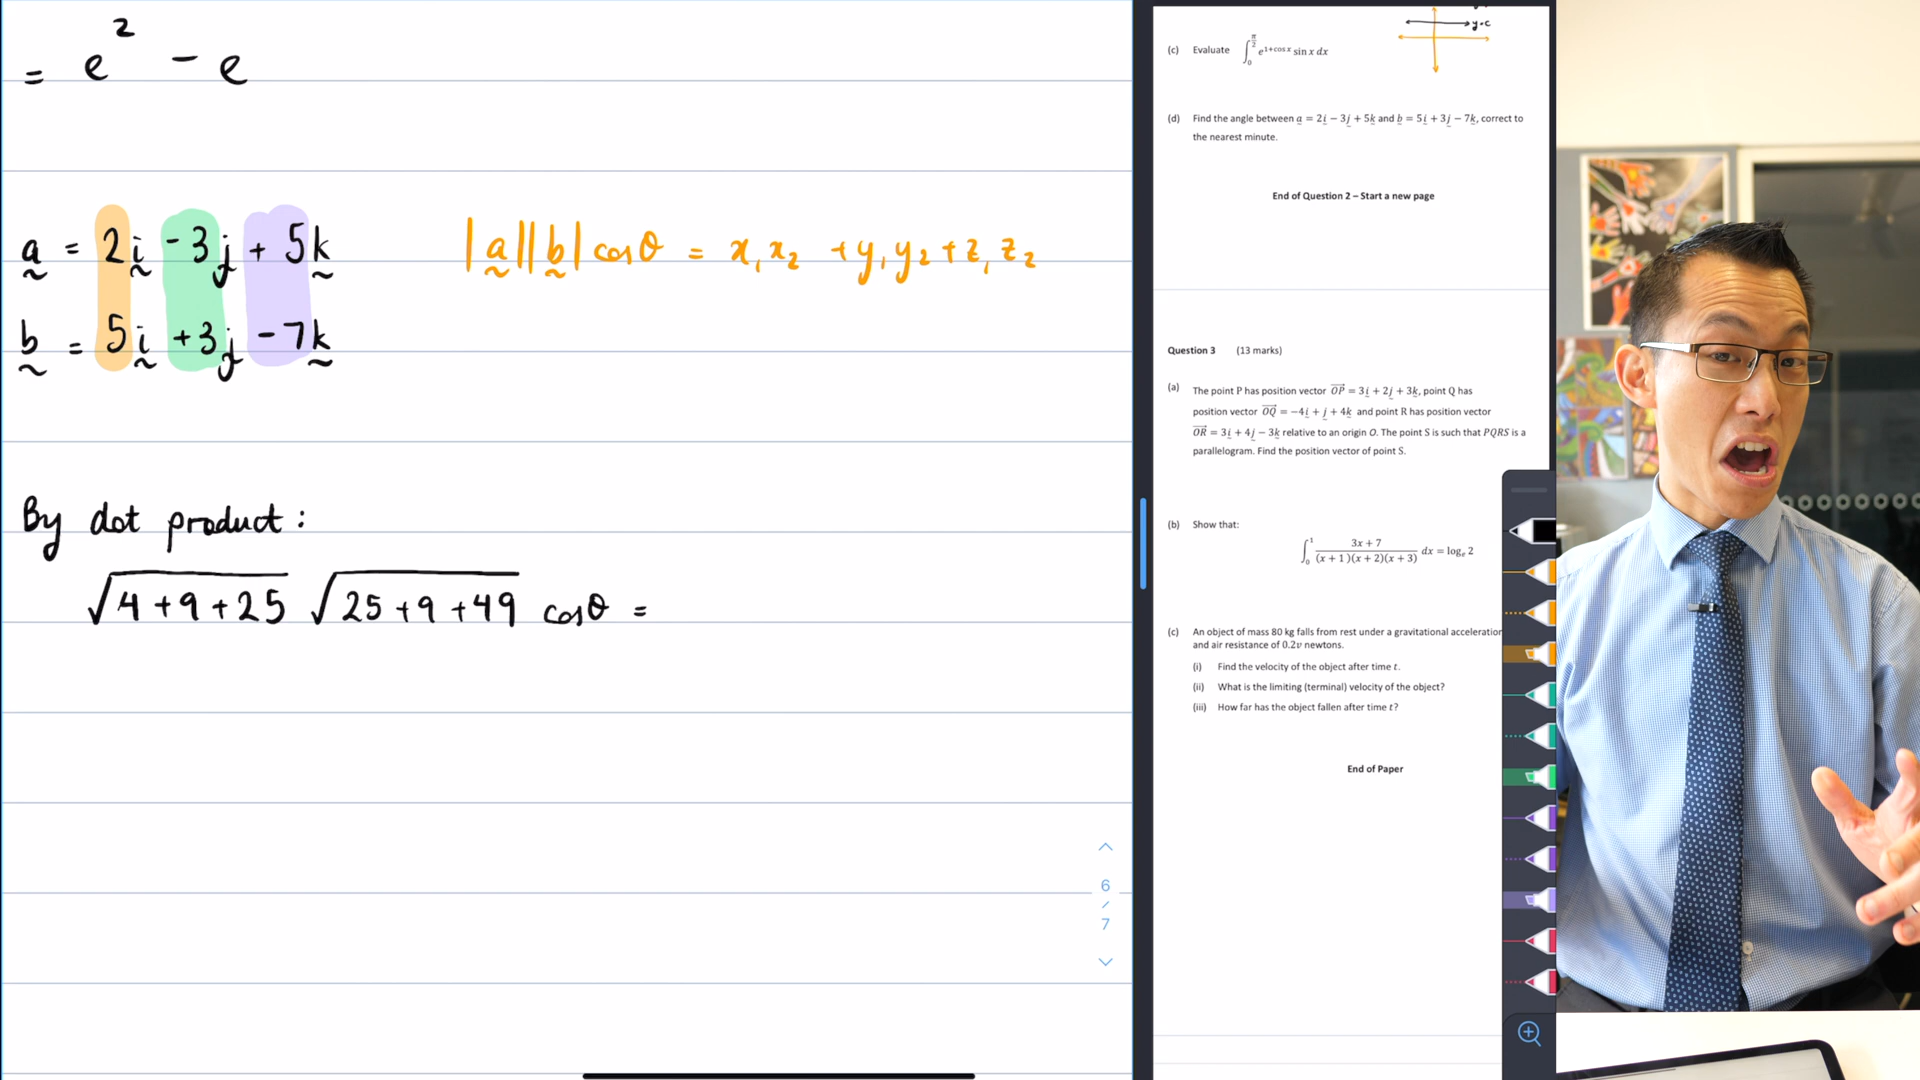 = e² - e
a = 2i - 3j + 5k
|a||b| cosθ = x₁x₂ + y₁y₂ + z₁z₂
b = 5i + 3j - 7k
By dot product:
√(4+9+25) √(25+9+49) cosθ =
6
/
7
y=c
(c) Evaluate ∫₀^(π/2) e^(1+cos x) sin x dx
(d) Find the angle between a = 2i − 3j + 5k and b = 5i + 3j − 7k, correct to
the nearest minute.
End of Question 2 – Start a new page
Question 3 (13 marks)
(a) The point P has position vector OP = 3i + 2j + 3k, point Q has
position vector OQ = −4i + j + 4k and point R has position vector
OR = 3i + 4j − 3k relative to an origin O. The point S is such that PQRS is a
parallelogram. Find the position vector of point S.
(b) Show that:
∫₀¹ (3x + 7)/((x + 1)(x + 2)(x + 3)) dx = logₑ 2
(c) An object of mass 80 kg falls from rest under a gravitational acceleration
and air resistance of 0.2v newtons.
(i) Find the velocity of the object after time t.
(ii) What is the limiting (terminal) velocity of the object?
(iii) How far has the object fallen after time t?
End of Paper